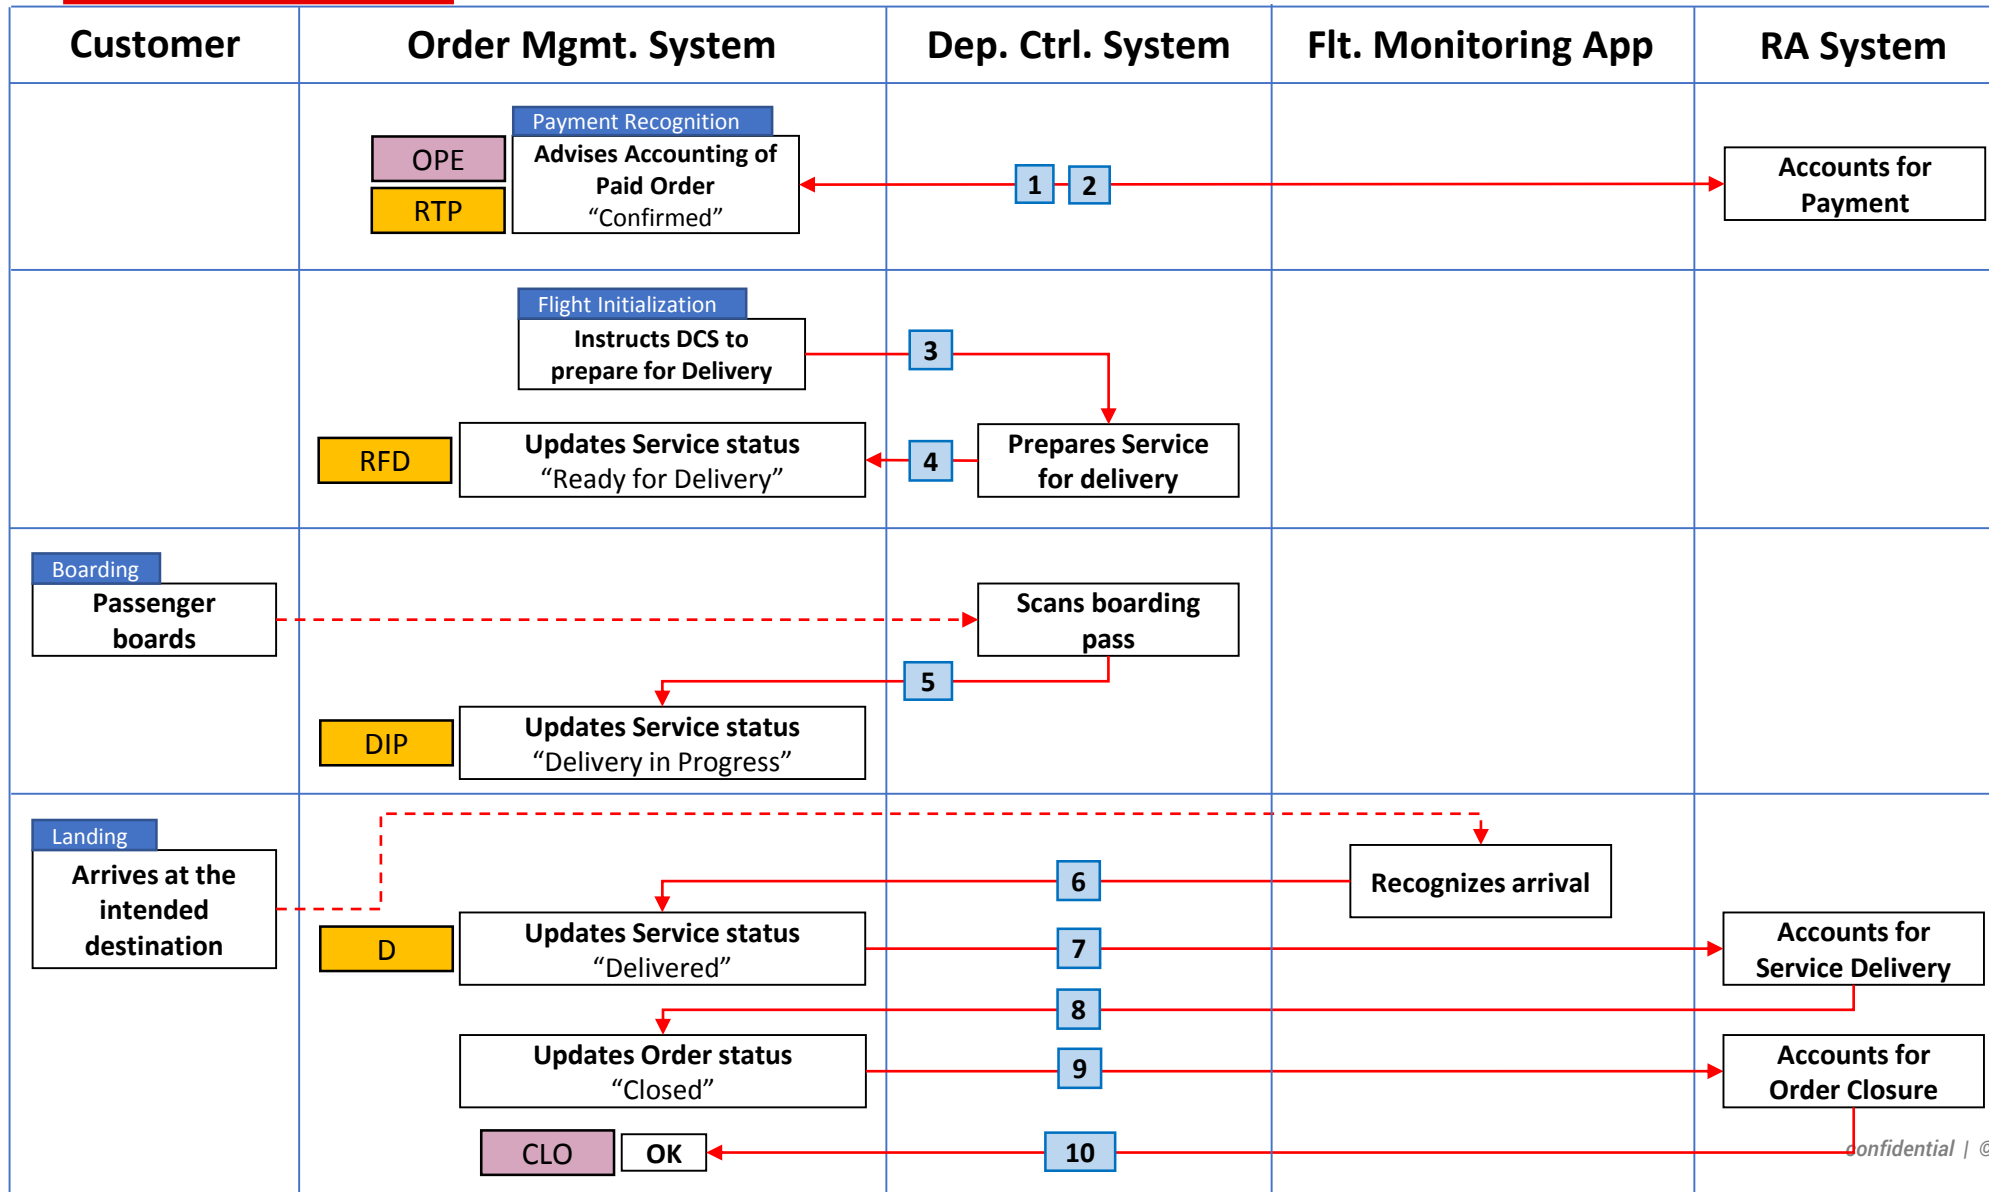 Customer
Order Mgmt. System
Dep. Ctrl. System
Flt. Monitoring App
RA System
Payment Recognition
OPE
RTP
Advises Accounting of
Paid Order
“Confirmed”
1
2
Accounts for
Payment
Flight Initialization
Instructs DCS to
prepare for Delivery
3
RFD
Updates Service status
“Ready for Delivery”
4
Prepares Service
for delivery
Boarding
Passenger
boards
Scans boarding
pass
5
DIP
Updates Service status
“Delivery in Progress”
Landing
Arrives at the
intended
destination
6
Recognizes arrival
D
Updates Service status
“Delivered”
7
Accounts for
Service Delivery
8
Updates Order status
“Closed”
9
Accounts for
Order Closure
CLO
OK
10
confidential | ©